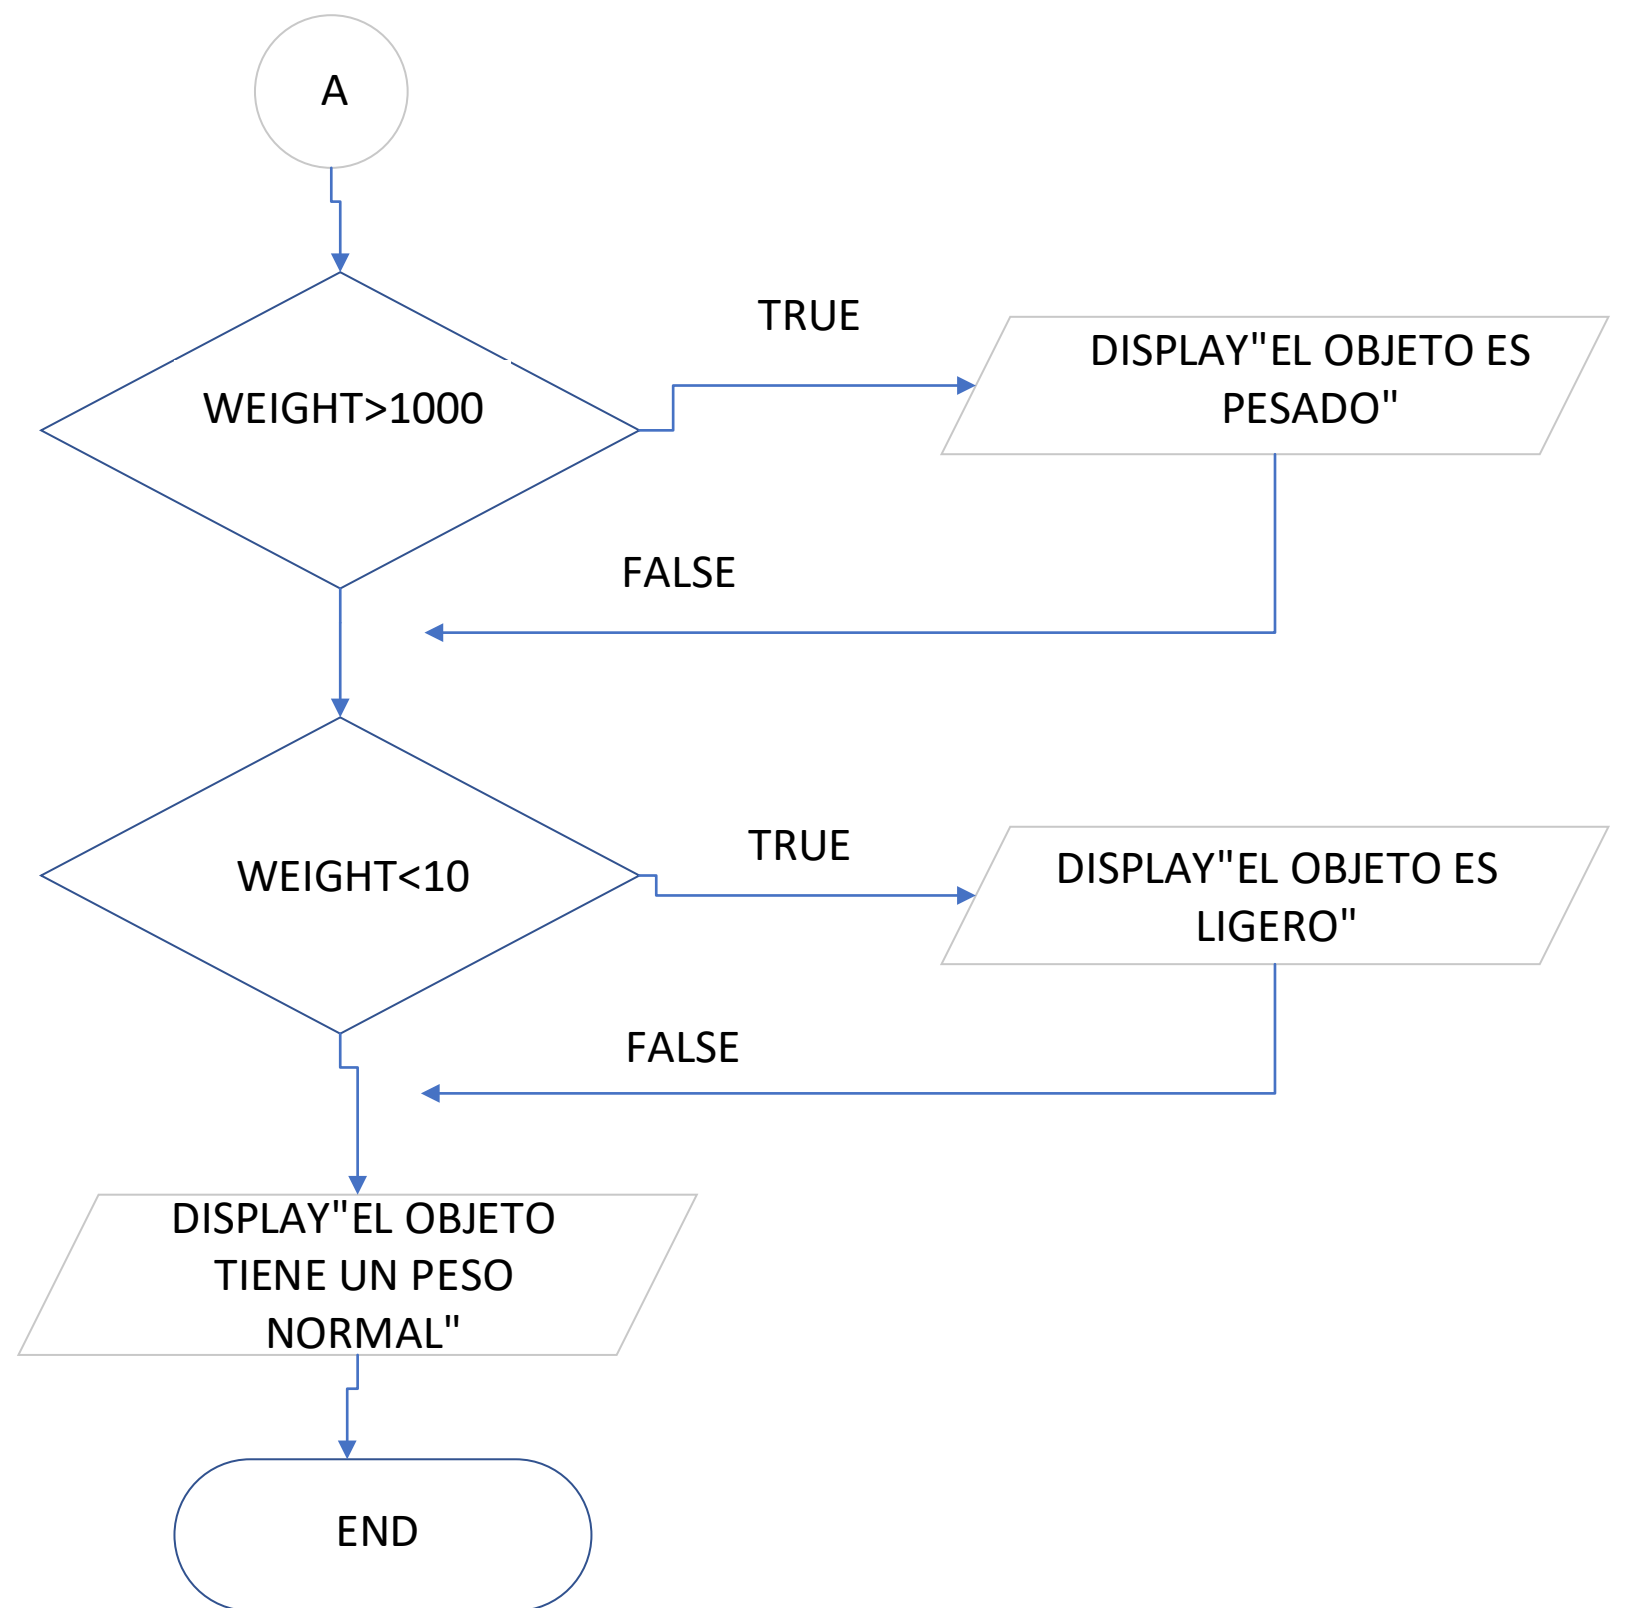 A
TRUE
DISPLAY"EL OBJETO ES
PESADO"
WEIGHT>1000
FALSE
TRUE
DISPLAY"EL OBJETO ES
LIGERO"
WEIGHT<10
FALSE
DISPLAY"EL OBJETO
TIENE UN PESO
NORMAL"
END